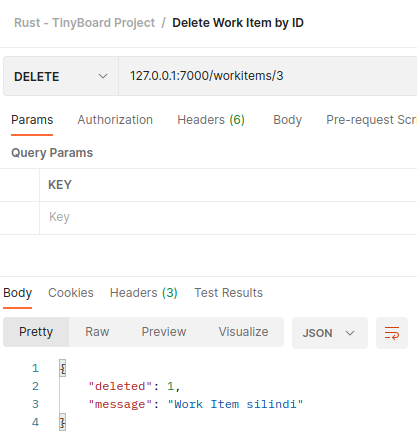 Rust - TinyBoard Project / Delete Work Item by ID
DELETE 127.0.0.1:7000/workitems/3
Params Authorization Headers (6) Body Pre-request Scr
Query Params
KEY
Key
Body Cookies Headers (3) Test Results
Pretty Raw Preview Visualize JSON
1 {
2 "deleted": 1,
3 "message": "Work Item silindi"
4 }